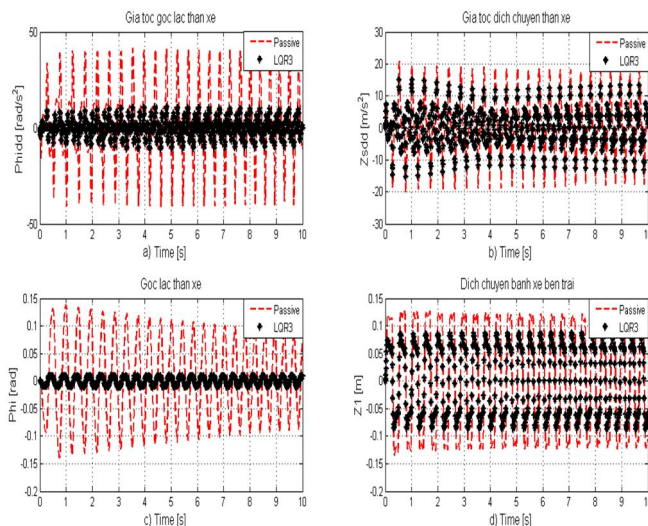 Gia toc goc lac than xe
Passive
LQR3
Phidd [rad/s²]
50
0
-50
0 1 2 3 4 5 6 7 8 9 10
a) Time [s]
Gia toc dich chuyen than xe
Passive
LQR3
Zsdd [m/s²]
30
20
10
0
-10
20
30
0 1 2 3 4 5 6 7 8 9 10
b) Time [s]
Goc lac than xe
Passive
LQR3
Phi [rad]
0.15
0.1
0.05
0
-0.05
-0.1
-0.15
-0.2
0 1 2 3 4 5 6 7 8 9 10
c) Time [s]
Dich chuyen banh xe ben trai
Passive
LQR3
Z1 [m]
0.15
0.1
0.05
0
-0.05
-0.1
-0.15
-0.2
0 1 2 3 4 5 6 7 8 9 10
d) Time [s]